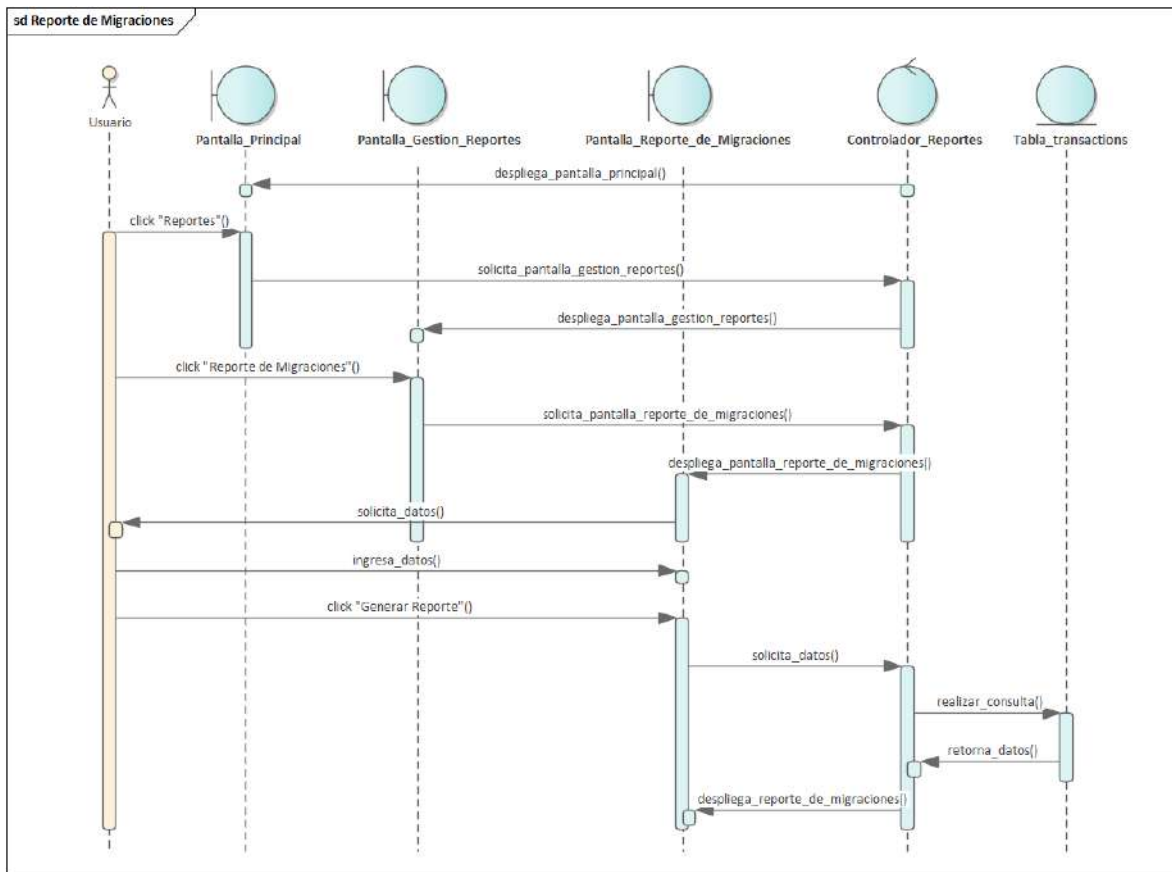 sd Reporte de Migraciones
Usuario
Pantalla_Principal
Pantalla_Gestion_Reportes
Pantalla_Reporte_de_Migraciones
Controlador_Reportes
Tabla_transactions
despliega_pantalla_principal()
click "Reportes"()
solicita_pantalla_gestion_reportes()
despliega_pantalla_gestion_reportes()
click "Reporte de Migraciones"()
solicita_pantalla_reporte_de_migraciones()
despliega_pantalla_reporte_de_migraciones()
solicita_datos()
ingresa_datos()
click "Generar Reporte"()
solicita_datos()
realizar_consulta()
retorna_datos()
despliega_reporte_de_migraciones()